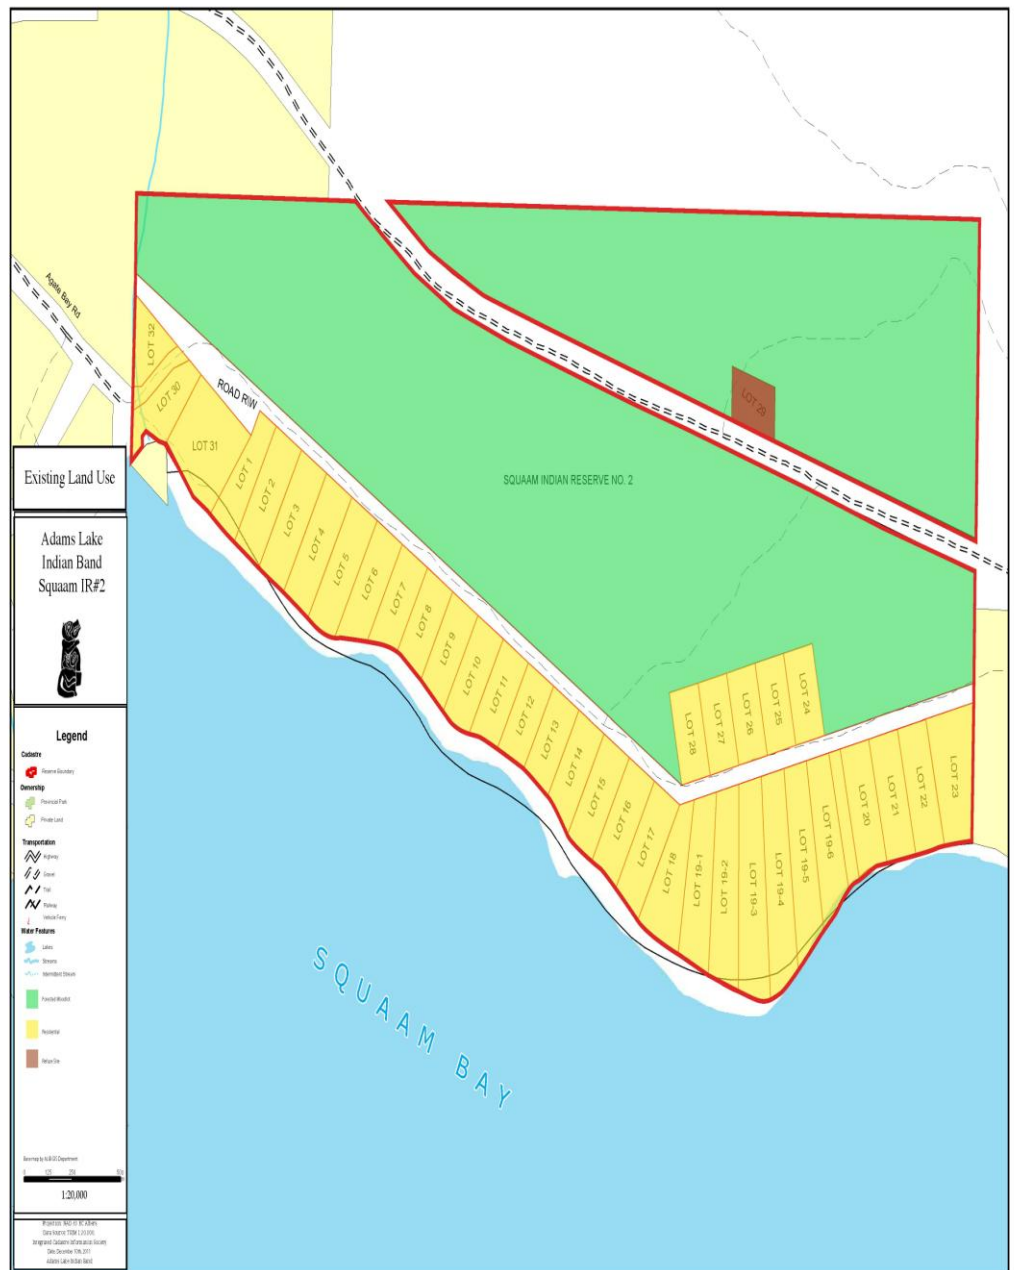 Agate Bay Rd
LOT 32
LOT 30
ROAD R/W
LOT 31
LOT 1
LOT 2
LOT 3
LOT 4
LOT 5
LOT 6
LOT 7
LOT 8
LOT 9
LOT 10
LOT 11
LOT 12
LOT 13
LOT 14
LOT 15
LOT 16
LOT 17
LOT 18
LOT 19-1
LOT 19-3
LOT 19-4
LOT 19-5
LOT 19-6
LOT 20
LOT 21
LOT 22
LOT 23
LOT 28
LOT 27
LOT 26
LOT 25
LOT 24
LOT 29
SQUAAM INDIAN RESERVE NO. 2
SQUAAM BAY
Existing Land Use
Adams Lake
Indian Band
Squaam IR#2
Legend
Cadastre
Reserve Boundary
Ownership
Provincial Park
Private Land
Transportation
Highway
Gravel
Trail
Railway
Vehicle Ferry
Water Features
Lakes
Streams
Intermittent Stream
Residential
Refuse Site
0 125 250 500
1:20,000
Adams Lake Indian Band